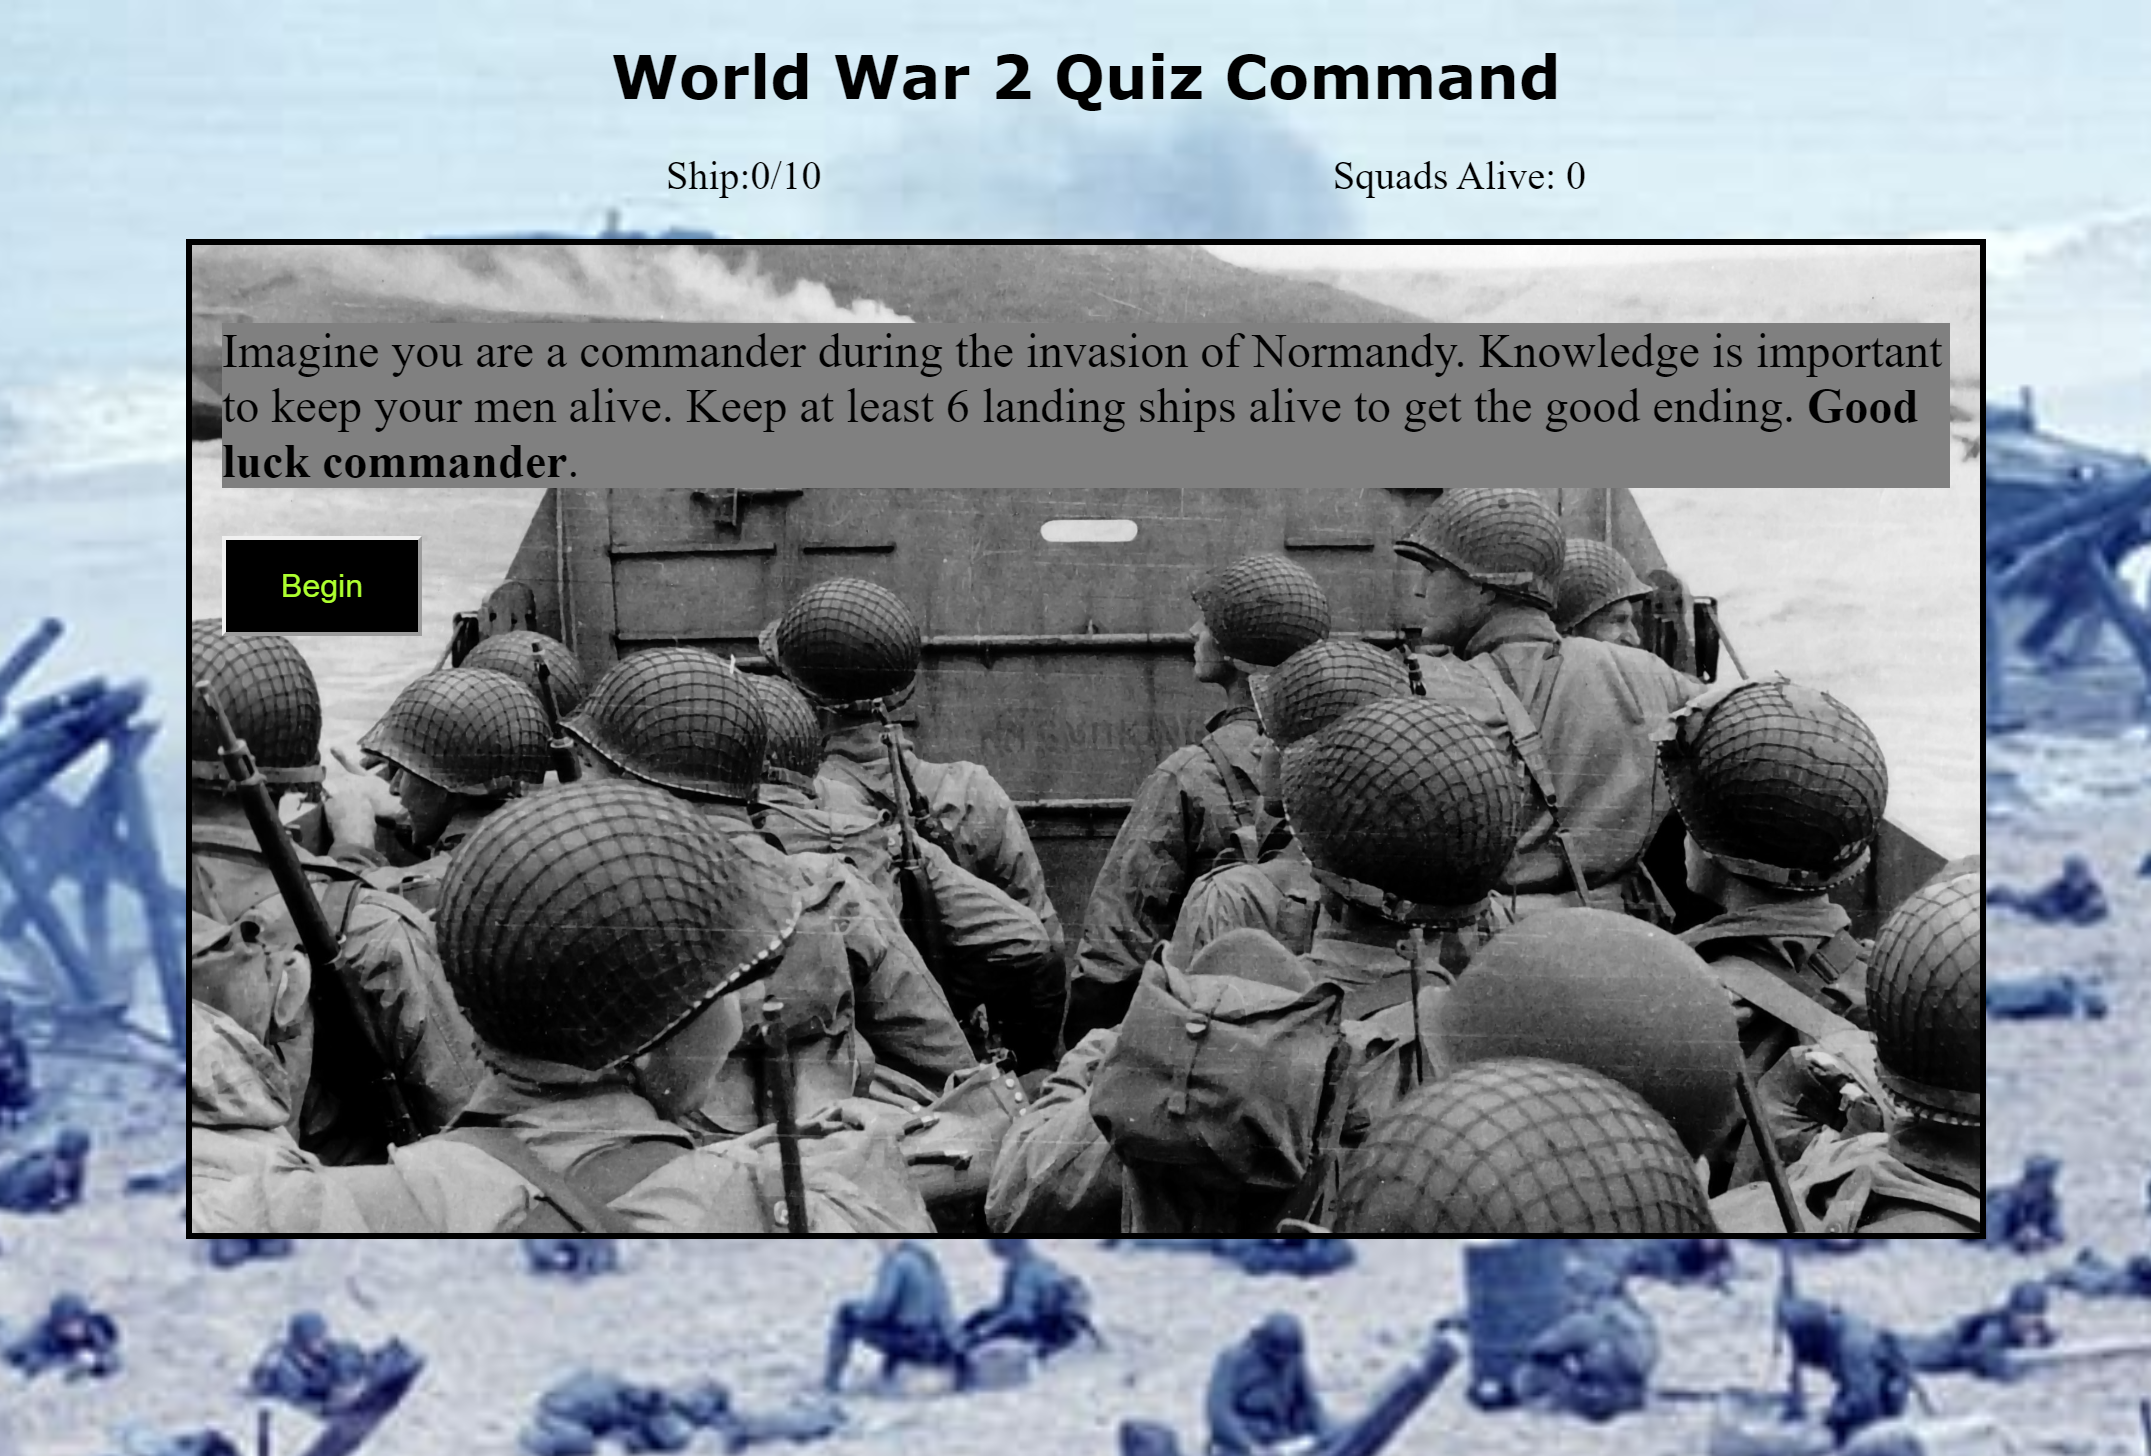 World War 2 Quiz Command
Ship:0/10
Squads Alive: 0
Imagine you are a commander during the invasion of Normandy. Knowledge is important
to keep your men alive. Keep at least 6 landing ships alive to get the good ending. Good
luck commander.
Begin